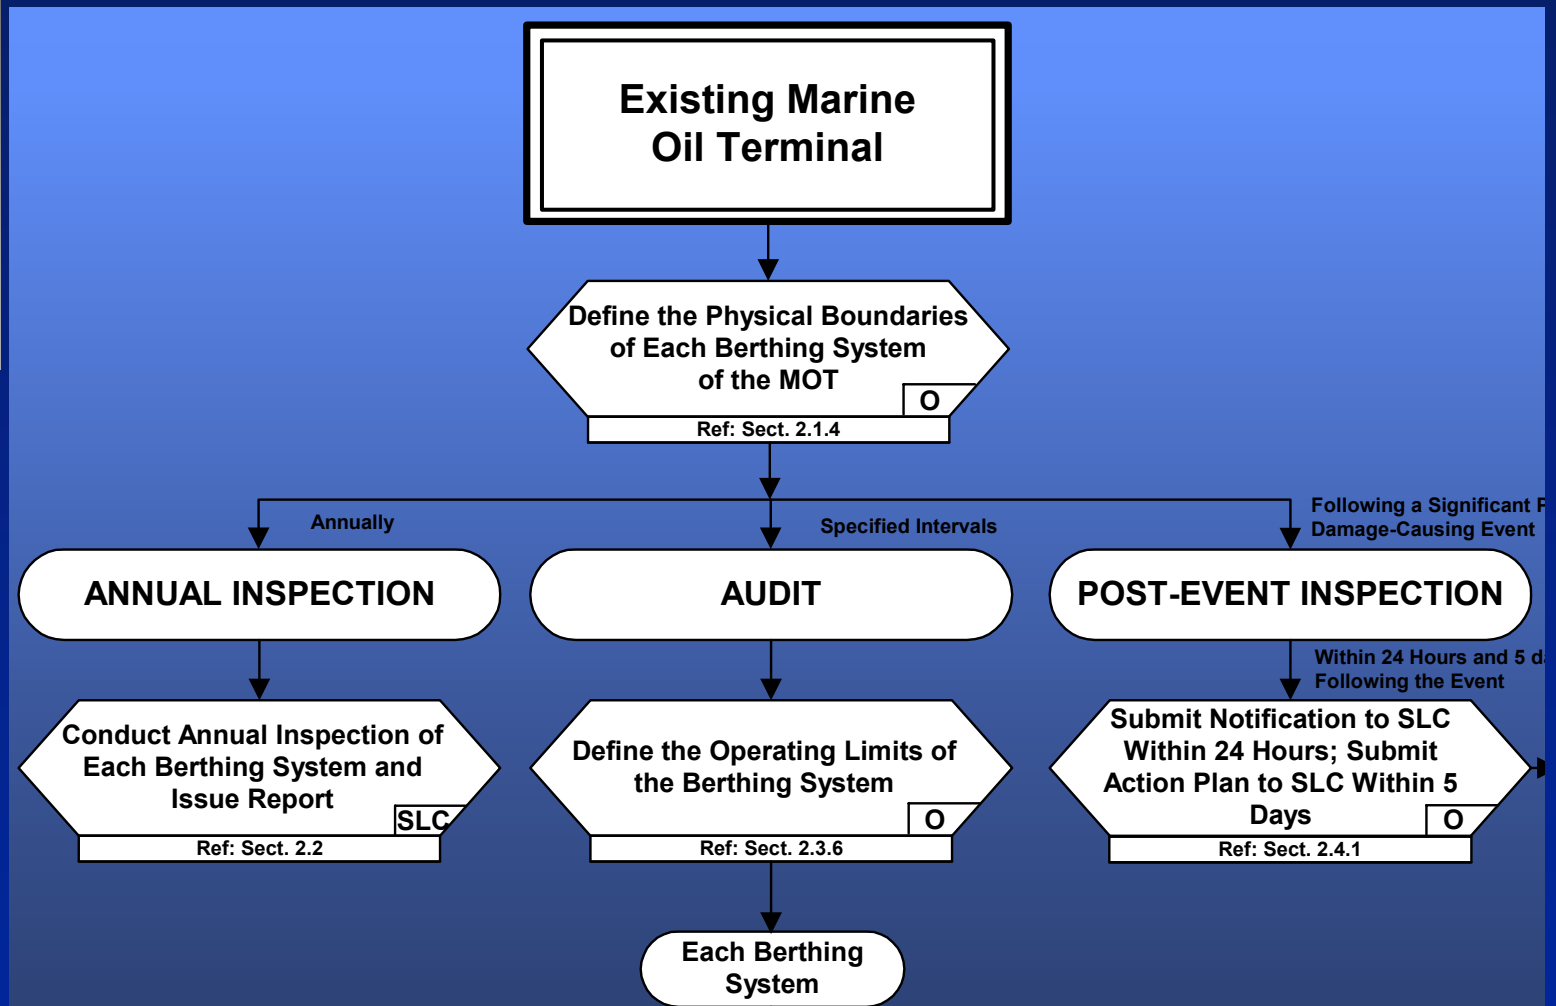 Existing Marine
Oil Terminal
Define the Physical Boundaries
of Each Berthing System
of the MOT
O
Ref: Sect. 2.1.4
Annually
Specified Intervals
Following a Significant
Damage-Causing Event
ANNUAL INSPECTION
AUDIT
POST-EVENT INSPECTION
Within 24 Hours and 5
Following the Event
Conduct Annual Inspection of
Each Berthing System and
Issue Report
SLC
Ref: Sect. 2.2
Define the Operating Limits of
the Berthing System
O
Ref: Sect. 2.3.6
Submit Notification to SLC
Within 24 Hours; Submit
Action Plan to SLC Within 5
Days
O
Ref: Sect. 2.4.1
Each Berthing
System